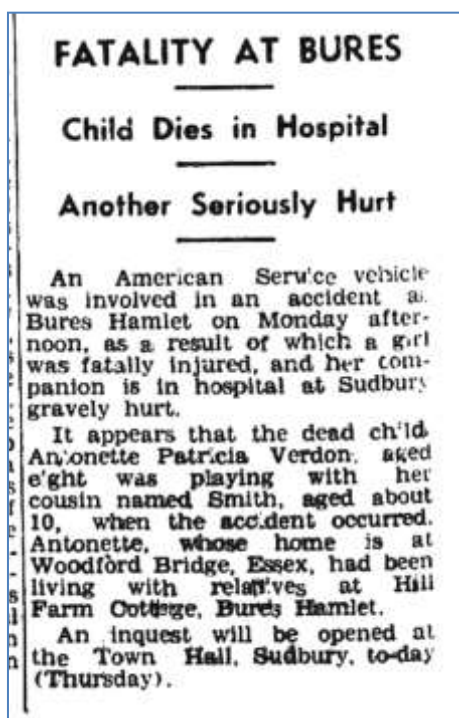 FATALITY AT BURES
Child Dies in Hospital
Another Seriously Hurt
An American Service vehicle
was involved in an accident a
Bures Hamlet on Monday after-
noon, as a result of which a girl
was fatally injured, and her com-
panion is in hospital at Sudbury
gravely hurt.
It appears that the dead child,
Antonette Patricia Verdon, aged
eight was playing with her
cousin named Smith, aged about
10, when the accident occurred.
Antonette, whose home is at
Woodford Bridge, Essex, had been
living with relatives at Hill
Farm Cottage, Bures Hamlet.
An inquest will be opened at
the Town Hall, Sudbury, to-day
(Thursday).